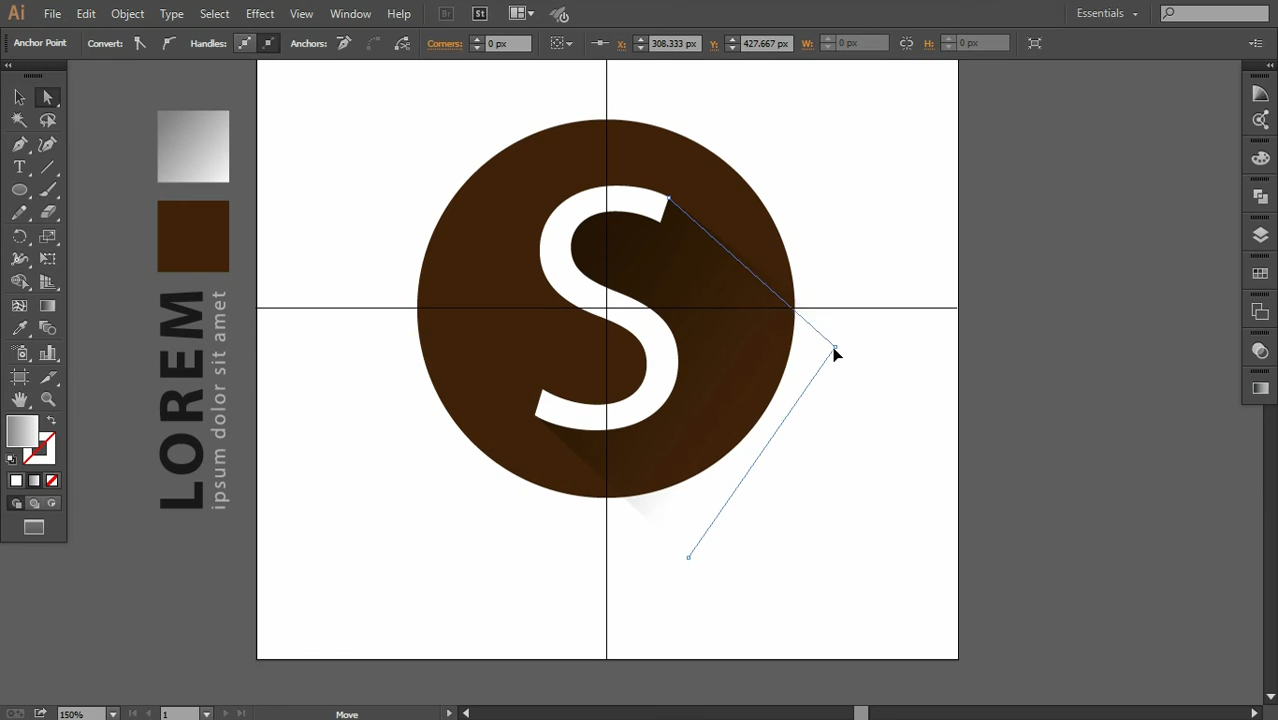 Ai File Edit Object Type Select Effect View Window Help Br St Essentials
Anchor Point Convert: Handles: Anchors: Corners: 0 px X: 308.333 px Y: 427.667 px W: 0 px H: 0 px
S
LOREM
ipsum dolor sit amet
150% 1 Move